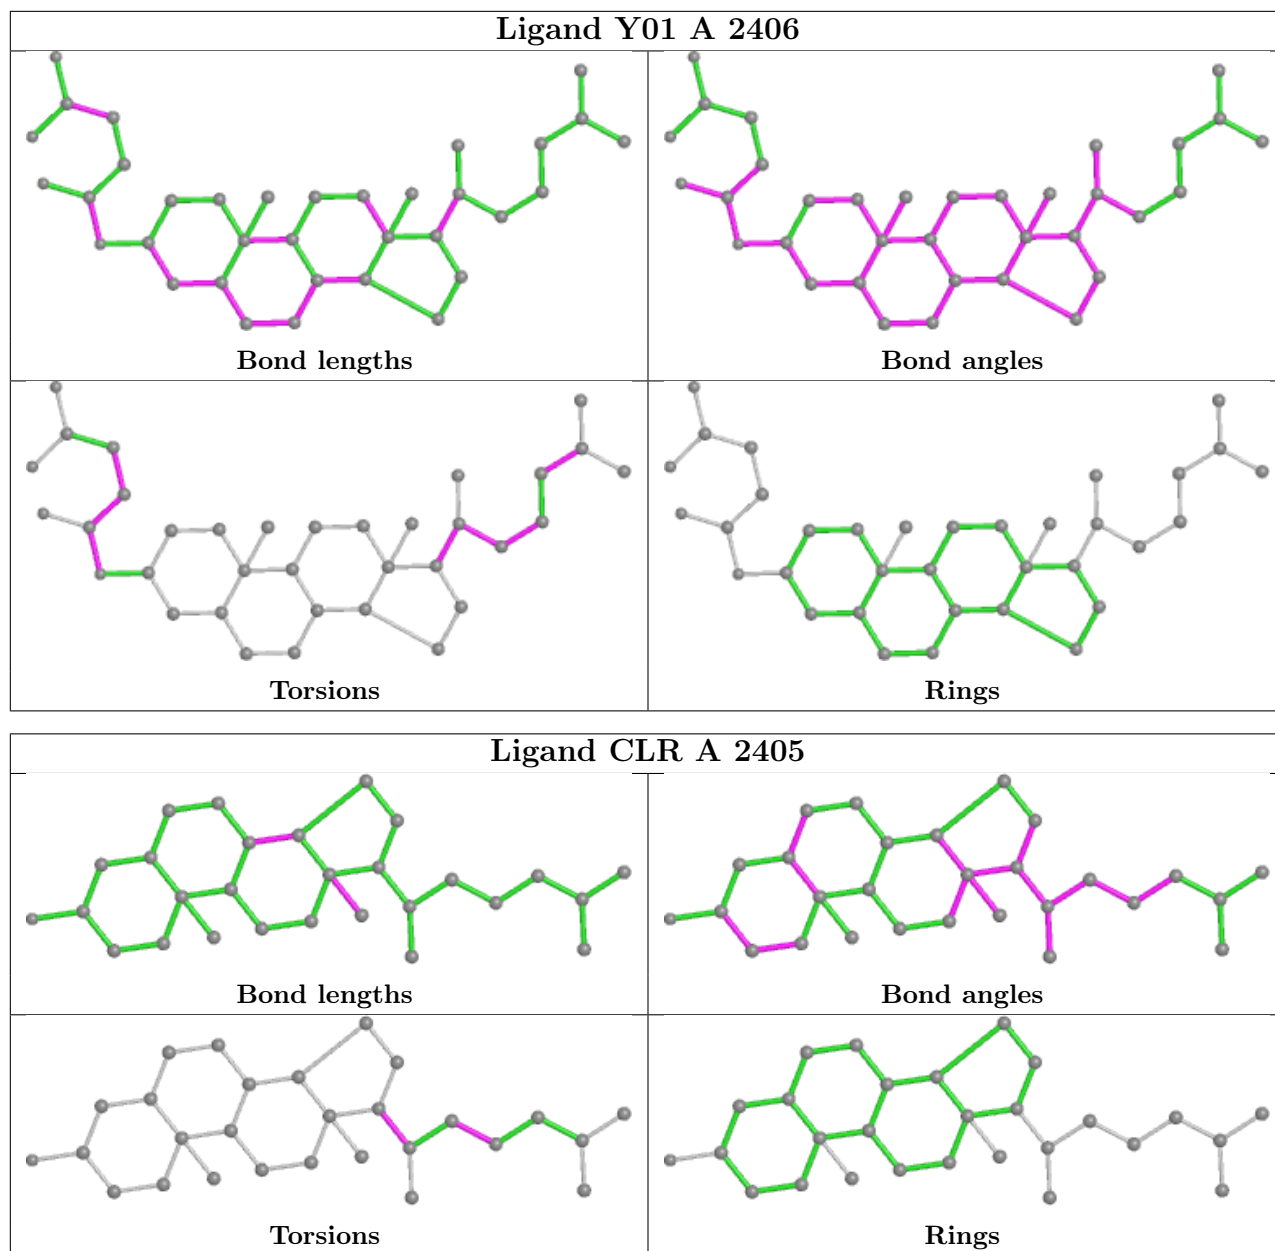 Ligand Y01 A 2406
Bond lengths
Bond angles
Torsions
Rings
Ligand CLR A 2405
Bond lengths
Bond angles
Torsions
Rings